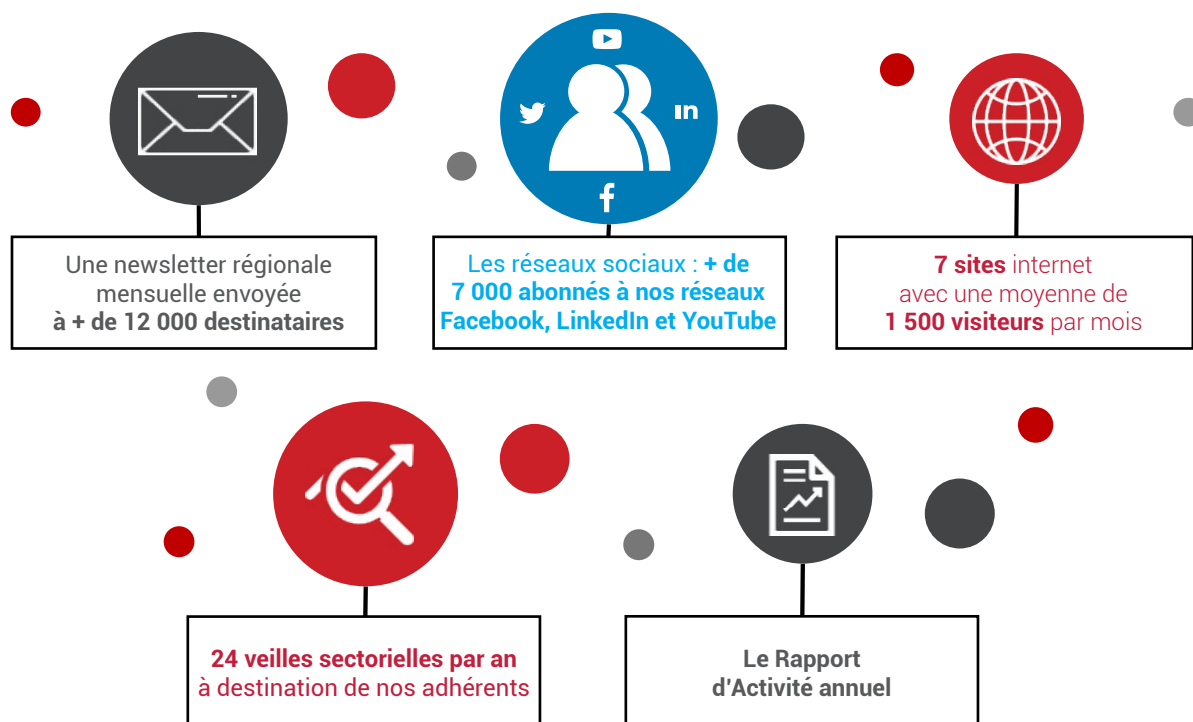 in
f
Une newsletter régionale
mensuelle envoyée
à + de 12 000 destinataires
Les réseaux sociaux : + de
7 000 abonnés à nos réseaux
Facebook, LinkedIn et YouTube
7 sites internet
avec une moyenne de
1 500 visiteurs par mois
24 veilles sectorielles par an
à destination de nos adhérents
Le Rapport
d'Activité annuel